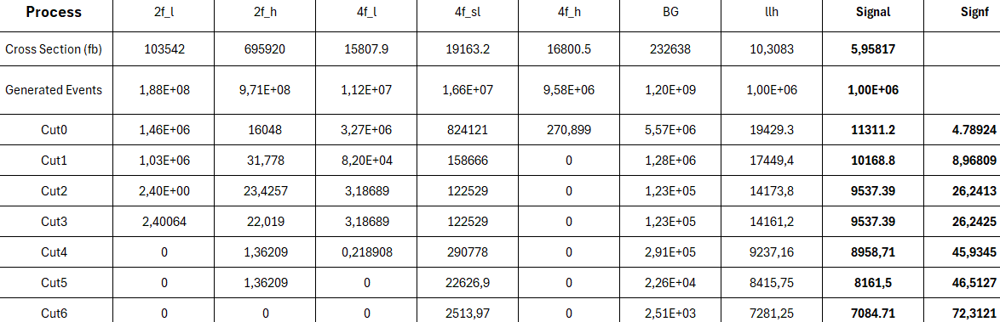 Process 2f_l 2f_h 4f_l 4f_sl 4f_h BG llh Signal Signf
Cross Section (fb) 103542 695920 15807.9 19163.2 16800.5 232638 10,3083 5,95817
Generated Events 1,88E+08 9,71E+08 1,12E+07 1,66E+07 9,58E+06 1,20E+09 1,00E+06 1,00E+06
Cut0 1,46E+06 16048 3,27E+06 824121 270,899 5,57E+06 19429.3 11311.2 4.78924
Cut1 1,03E+06 31,778 8,20E+04 158666 0 1,28E+06 17449,4 10168.8 8,96809
Cut2 2,40E+00 23,4257 3,18689 122529 0 1,23E+05 14173,8 9537.39 26,2413
Cut3 2,40064 22,019 3,18689 122529 0 1,23E+05 14161,2 9537.39 26,2425
Cut4 0 1,36209 0,218908 290778 0 2,91E+05 9237,16 8958,71 45,9345
Cut5 0 1,36209 0 22626,9 0 2,26E+04 8415,75 8161,5 46,5127
Cut6 0 0 0 2513,97 0 2,51E+03 7281,25 7084.71 72,3121